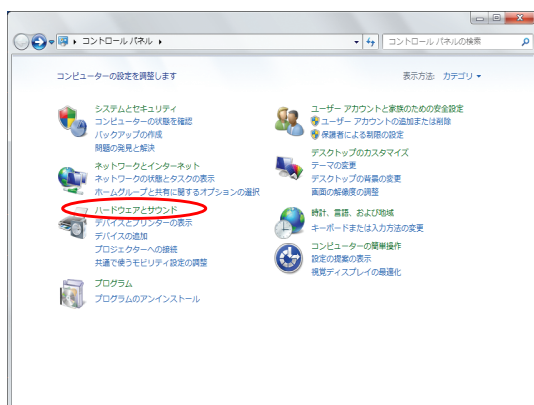 コントロール パネル
コントロール パネルの検索
コンピューターの設定を調整します
表示方法: カテゴリ
システムとセキュリティ
コンピューターの状態を確認
バックアップの作成
問題の発見と解決
ネットワークとインターネット
ネットワークの状態とタスクの表示
ホームグループと共有に関するオプションの選択
ハードウェアとサウンド
デバイスとプリンターの表示
デバイスの追加
プロジェクターへの接続
共通で使うモビリティ設定の調整
プログラム
プログラムのアンインストール
ユーザー アカウントと家族のための安全設定
ユーザー アカウントの追加または削除
保護者による制限の設定
デスクトップのカスタマイズ
テーマの変更
デスクトップの背景の変更
画面の解像度の調整
時計、言語、および地域
キーボードまたは入力方法の変更
コンピューターの簡単操作
設定の提案の表示
視覚ディスプレイの最適化